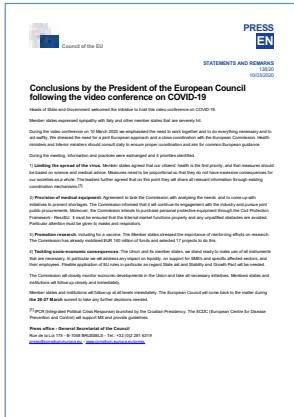 PRESS
EN
Council of the EU
STATEMENTS AND REMARKS
138/20
10/03/2020
Conclusions by the President of the European Council
following the video conference on COVID-19
Heads of State and Government welcomed the initiative to hold this video conference on COVID-19.
Member states expressed sympathy with Italy and other member states that are severely hit.
During the video conference on 10 March 2020 we emphasised the need to work together and to do everything necessary and to
act swiftly. We stressed the need for a joint European approach and a close coordination with the European Commission. Health
ministers and Interior ministers should consult daily to ensure proper coordination and aim for common European guidance.
During the meeting, information and practices were exchanged and 4 priorities identified.
1) Limiting the spread of the virus. Member states agreed that our citizens' health is the first priority, and that measures should
be based on science and medical advice. Measures need to be proportional so that they do not have excessive consequences for
our societies as a whole. The leaders further agreed that on this point they will share all relevant information through existing
coordination mechanisms.[1]
2) Provision of medical equipment. Agreement to task the Commission with analysing the needs and to come up with
initiatives to prevent shortages. The Commission informed that it will continue its engagement with the industry and pursue joint
public procurements. Moreover, the Commission intends to purchase personal protective equipment through the Civil Protection
Framework - RescEU. It must be ensured that the internal market functions properly and any unjustified obstacles are avoided.
Particular attention must be given to masks and respirators.
3) Promotion research, including for a vaccine. The Member states stressed the importance of reinforcing efforts on research.
The Commission has already mobilised EUR 140 million of funds and selected 17 projects to do this.
4) Tackling socio-economic consequences. The Union and its member states, we stand ready to make use of all instruments
that are necessary. In particular we will address any impact on liquidity, on support for SME's and specific affected sectors, and
their employees. Flexible application of EU rules in particular as regard State aid and Stability and Growth Pact will be needed.
The Commission will closely monitor economic developments in the Union and take all necessary initiatives. Members states and
institutions will follow up closely and immediately.
Member states and institutions will follow-up at all levels immediately. The European Council will come back to the matter during
the 26-27 March summit to take any further decisions needed.
[1] IPCR (Integrated Political Crisis Response) launched by the Croatian Presidency. The ECDC (European Centre for Disease
Prevention and Control) will support MS and provide guidelines.
Press office - General Secretariat of the Council
Rue de la Loi 175 - B-1048 BRUSSELS - Tel.: +32 (0)2 281 6319
press@consilium.europa.eu - www.consilium.europa.eu/press